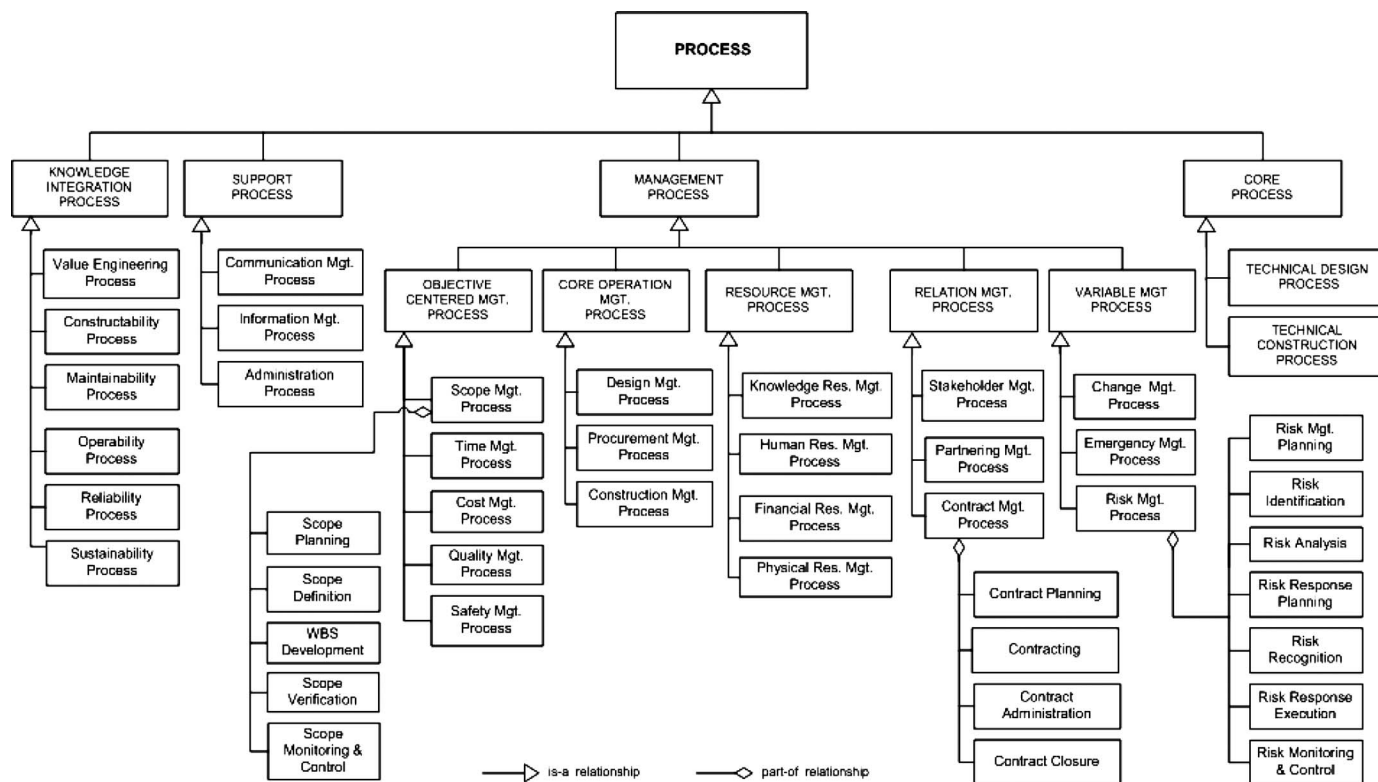 PROCESS
KNOWLEDGE
INTEGRATION
PROCESS
SUPPORT
PROCESS
MANAGEMENT
PROCESS
CORE
PROCESS
Value Engineering
Process
Constructability
Process
Maintainability
Process
Operability
Process
Reliability
Process
Sustainability
Process
Communication Mgt.
Process
Information Mgt.
Process
Administration
Process
OBJECTIVE
CENTERED MGT.
PROCESS
CORE OPERATION
MGT.
PROCESS
RESOURCE MGT.
PROCESS
RELATION MGT.
PROCESS
VARIABLE MGT
PROCESS
TECHNICAL DESIGN
PROCESS
TECHNICAL
CONSTRUCTION
PROCESS
Scope Mgt.
Process
Time Mgt.
Process
Cost Mgt.
Process
Quality Mgt.
Process
Safety Mgt.
Process
Scope
Planning
Scope
Definition
WBS
Development
Scope
Verification
Scope
Monitoring &
Control
Design Mgt.
Process
Procurement Mgt.
Process
Construction Mgt.
Process
Knowledge Res. Mgt.
Process
Human Res. Mgt.
Process
Financial Res. Mgt.
Process
Physical Res. Mgt.
Process
Stakeholder Mgt.
Process
Partnering Mgt.
Process
Contract Mgt.
Process
Contract Planning
Contracting
Contract
Administration
Contract Closure
Change Mgt.
Process
Emergency Mgt.
Process
Risk Mgt.
Process
Risk Mgt.
Planning
Risk
Identification
Risk Analysis
Risk Response
Planning
Risk
Recognition
Risk Response
Execution
Risk Monitoring
& Control
is-a relationship
part-of relationship